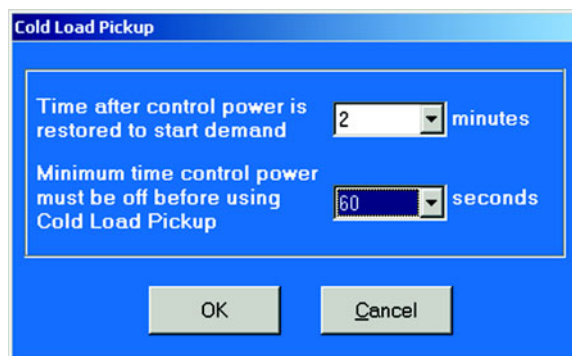 Cold Load Pickup
Time after control power is
restored to start demand
2
minutes
Minimum time control power
must be off before using
Cold Load Pickup
60
seconds
OK
Cancel